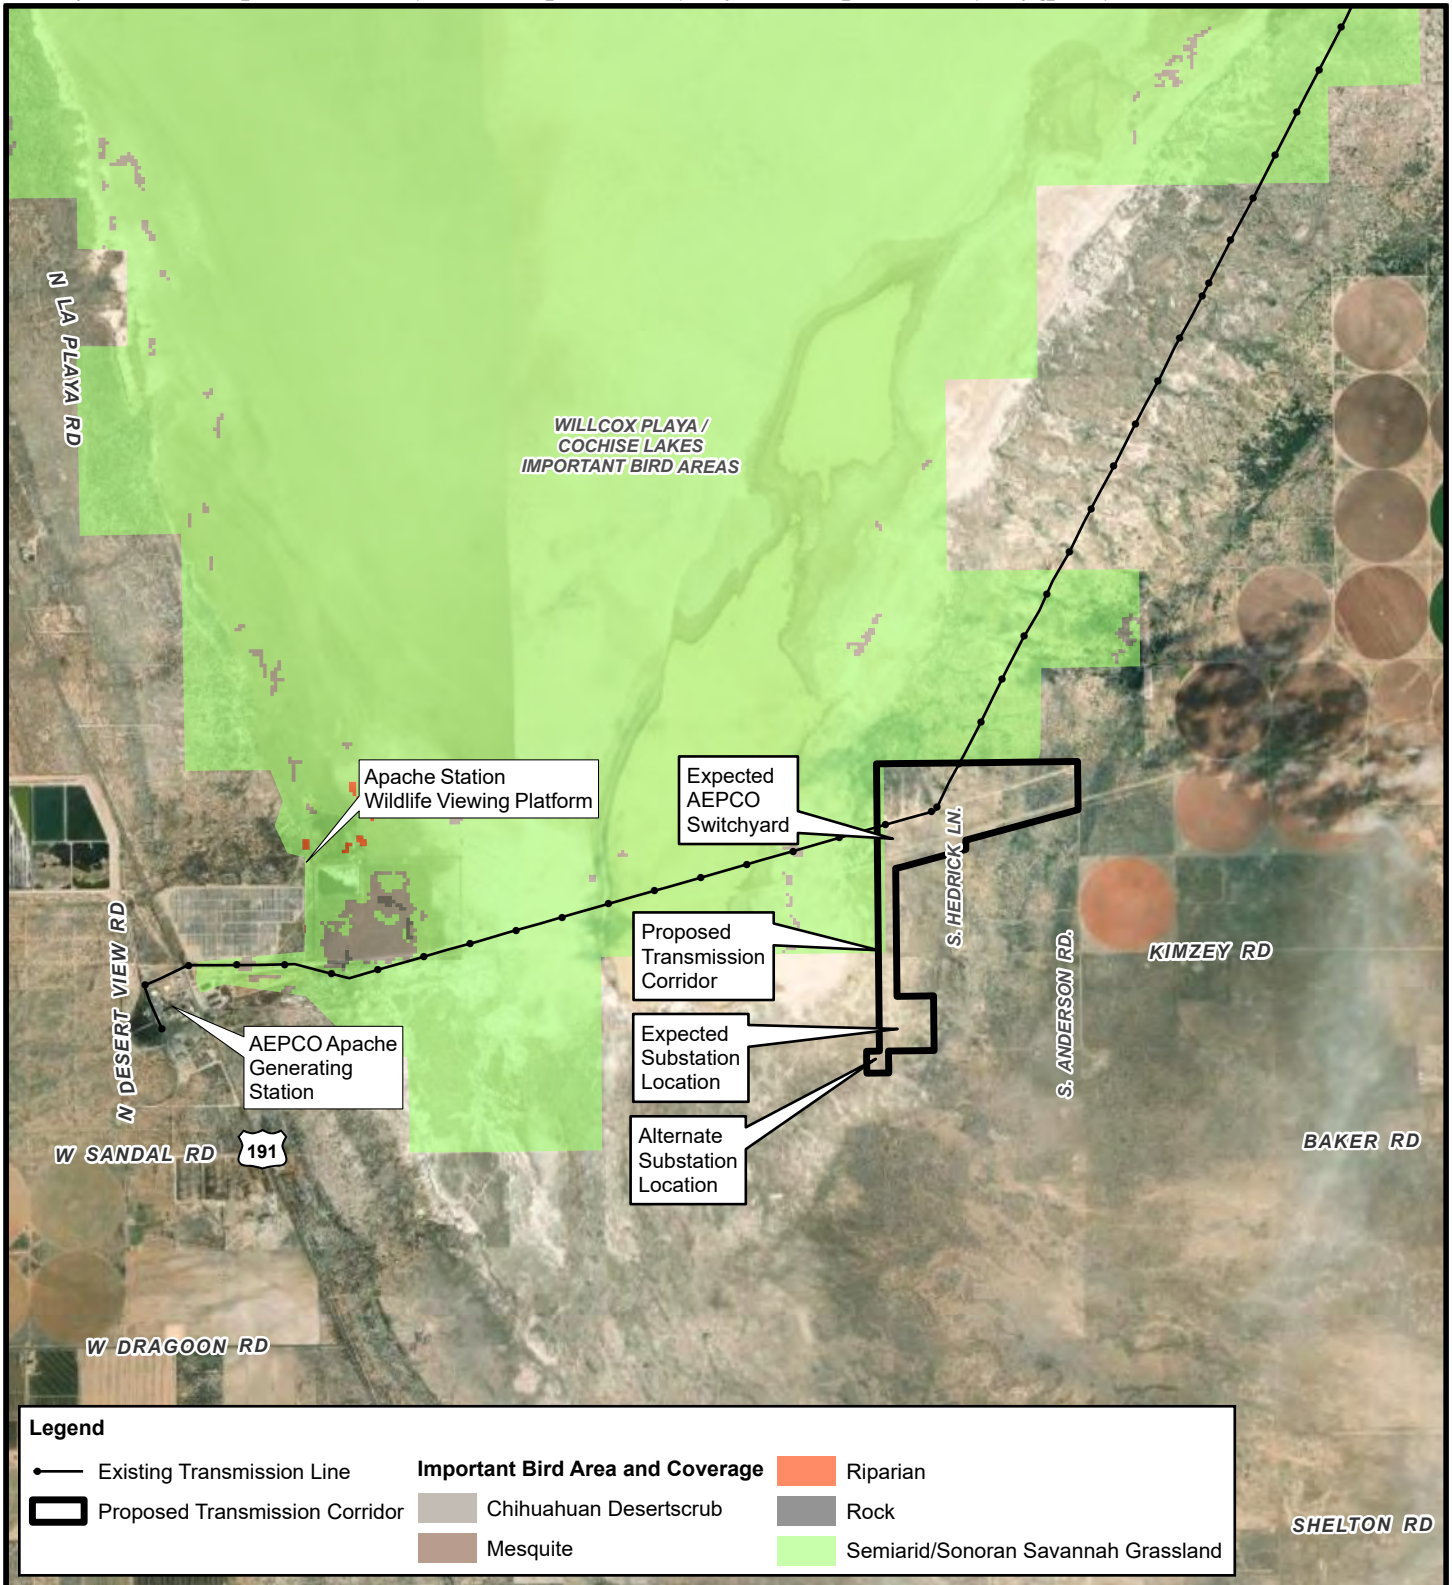 N LA PLAYA RD
WILLCOX PLAYA /
COCHISE LAKES
IMPORTANT BIRD AREAS
Apache Station
Wildlife Viewing Platform
Expected
AEPCO
Switchyard
S. HEDRICK LN.
N DESERT VIEW RD
Proposed
Transmission
Corridor
KIMZEY RD
S. ANDERSON RD.
Expected
Substation
Location
AEPCO Apache
Generating
Station
Alternate
Substation
Location
W SANDAL RD
191
BAKER RD
W DRAGOON RD
SHELTON RD
Legend
Existing Transmission Line
Proposed Transmission Corridor
Important Bird Area and Coverage
Chihuahuan Desertscrub
Mesquite
Riparian
Rock
Semiarid/Sonoran Savannah Grassland